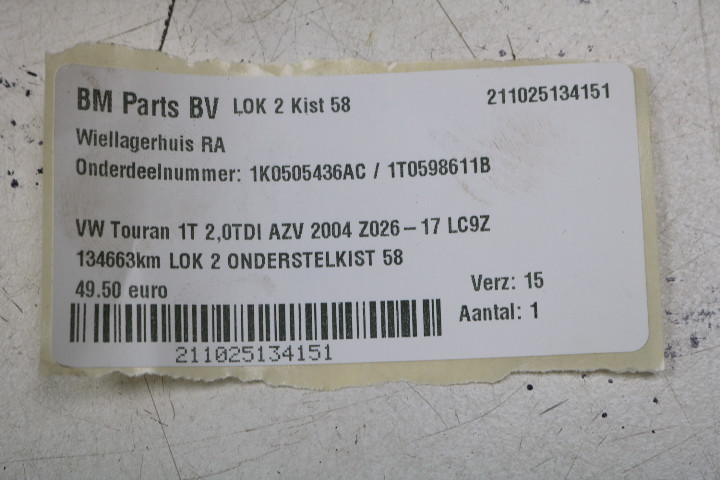 BM Parts BV LOK 2 Kist 58 211025134151
Wiellagerhuis RA
Onderdeelnummer: 1K0505436AC / 1T0598611B
VW Touran 1T 2,0TDI AZV 2004 Z026-17 LC9Z
134663km LOK 2 ONDERSTELKIST 58
49.50 euro Verz: 15
Aantal: 1
211025134151